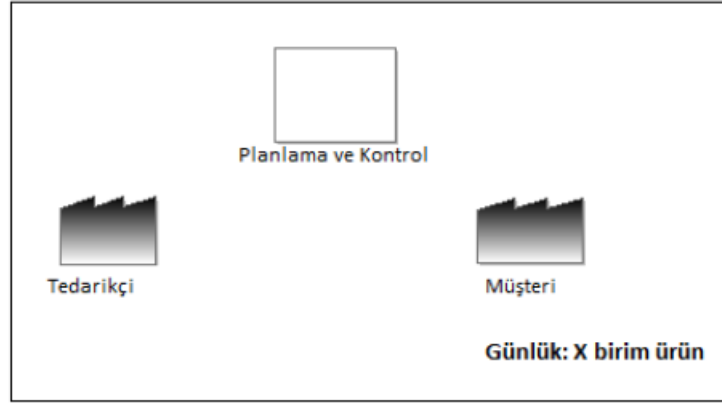 Planlama ve Kontrol
Tedarikçi
Müşteri
Günlük: X birim ürün